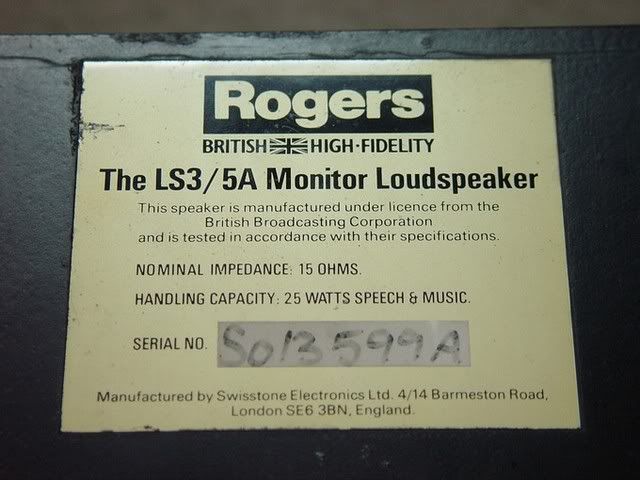 Rogers
BRITISH HIGH·FIDELITY
The LS3/5A Monitor Loudspeaker
This speaker is manufactured under licence from the
British Broadcasting Corporation
and is tested in accordance with their specifications.
NOMINAL IMPEDANCE: 15 OHMS.
HANDLING CAPACITY: 25 WATTS SPEECH & MUSIC.
SERIAL NO. S013599A
Manufactured by Swisstone Electronics Ltd. 4/14 Barmeston Road,
London SE6 3BN, England.